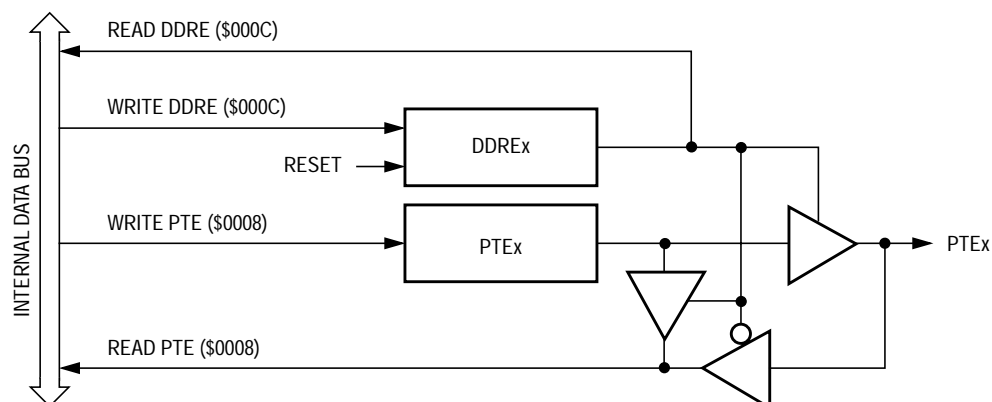 READ DDRE ($000C)
WRITE DDRE ($000C)
DDREx
RESET
WRITE PTE ($0008)
PTEx
PTEx
READ PTE ($0008)
INTERNAL DATA BUS